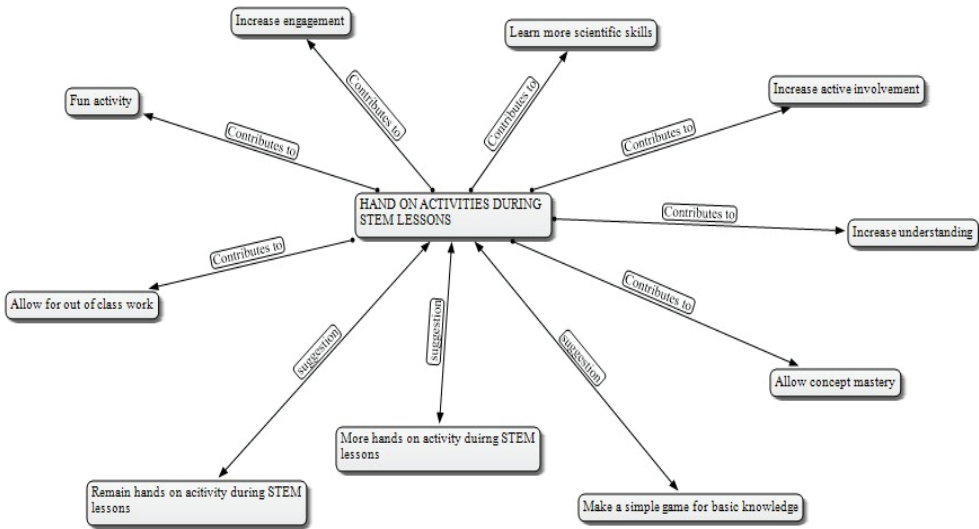 Increase engagement
Learn more scientific skills
Fun activity
Increase active involvement
Contributes to
Contributes to
Contributes to
Contributes to
HAND ON ACTIVITIES DURING
STEM LESSONS
Contributes to
Increase understanding
Contributes to
Allow for out of class work
Contributes to
suggestion
suggestion
suggestion
Allow concept mastery
More hands on activity duirng STEM
lessons
Remain hands on acitivity during STEM
lessons
Make a simple game for basic knowledge